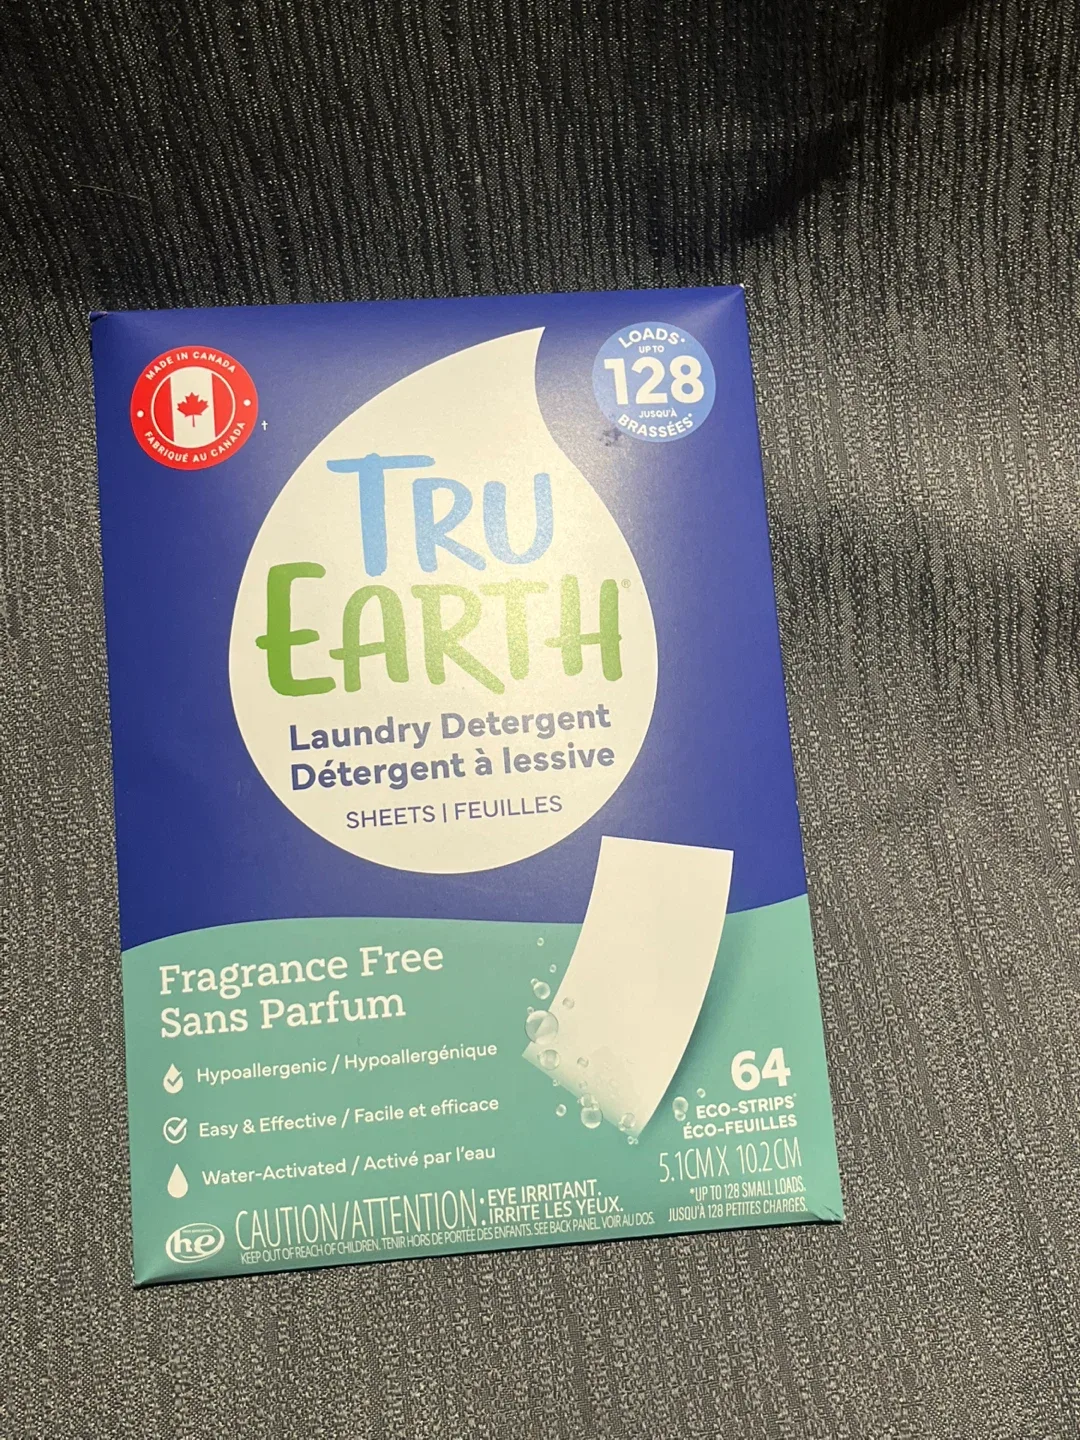 MADE IN CANADA
FABRIQUÉ AU CANADA
†
LOADS*
UP TO
128
JUSQU'À
BRASSÉES*
TRU
EARTH®
Laundry Detergent
Détergent à lessive
SHEETS | FEUILLES
Fragrance Free
Sans Parfum
Hypoallergenic / Hypoallergénique
Easy & Effective / Facile et efficace
Water-Activated / Activé par l'eau
64
ECO-STRIPS*
ÉCO-FEUILLES
5.1CM X 10.2CM
*UP TO 128 SMALL LOADS.
JUSQU'À 128 PETITES CHARGES.
he
CAUTION/ATTENTION: EYE IRRITANT.
IRRITE LES YEUX.
KEEP OUT OF REACH OF CHILDREN. TENIR HORS DE PORTÉE DES ENFANTS. SEE BACK PANEL. VOIR AU DOS.